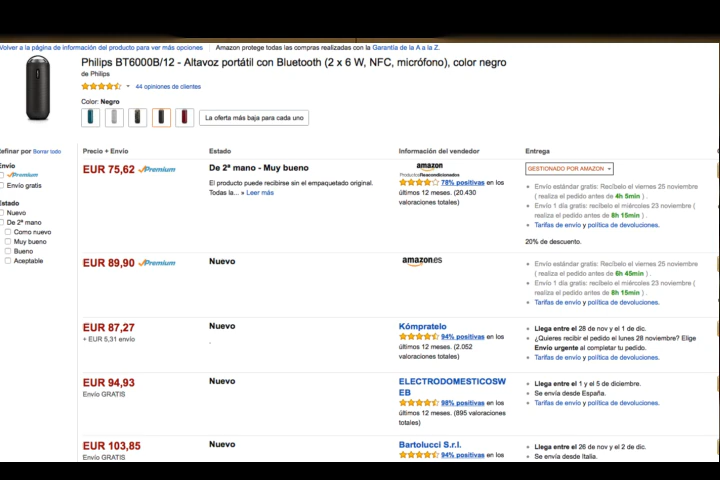 Volver a la página de información del producto para ver más opciones
Amazon protege todas las compras realizadas con la Garantía de la A a la Z.
Philips BT6000B/12 - Altavoz portátil con Bluetooth (2 x 6 W, NFC, micrófono), color negro
de Philips
44 opiniones de clientes
Color: Negro
La oferta más baja para cada uno
Refinar por Borrar todo
Precio + Envío
Estado
Información del vendedor
Entrega
Envío
Premium
Envío gratis
Estado
Nuevo
De 2ª mano
Como nuevo
Muy bueno
Bueno
Aceptable
EUR 75,62 Premium
De 2ª mano - Muy bueno
El producto puede recibirse sin el empaquetado original.
Todas la... » Leer más
amazon
ProductosReacondicionados
78% positivas en los
últimos 12 meses. (20.430
valoraciones totales)
GESTIONADO POR AMAZON
Envío estándar gratis: Recíbelo el viernes 25 noviembre
( realiza el pedido antes de 4h 5min ) .
Envío 1 día gratis: recíbelo el miércoles 23 noviembre (
realiza el pedido antes de 8h 15min ) .
Tarifas de envío y política de devoluciones.
20% de descuento.
EUR 89,90 Premium
Nuevo
amazon.es
Envío estándar gratis: Recíbelo el viernes 25 noviembre
( realiza el pedido antes de 6h 45min ) .
Envío 1 día gratis: recíbelo el miércoles 23 noviembre (
realiza el pedido antes de 8h 15min ) .
Tarifas de envío y política de devoluciones.
EUR 87,27
+ EUR 5,31 envío
Nuevo
Kómpratelo
94% positivas en los
últimos 12 meses. (2.052
valoraciones totales)
Llega entre el 28 de nov y el 1 de dic.
¿Quieres recibir el pedido el lunes 28 noviembre? Elige
Envío urgente al completar tu pedido.
Tarifas de envío y política de devoluciones.
EUR 94,93
Envío GRATIS
Nuevo
ELECTRODOMESTICOSW
EB
98% positivas en los
últimos 12 meses. (895 valoraciones
totales)
Llega entre el 1 y el 5 de diciembre.
Se envía desde España.
Tarifas de envío y política de devoluciones.
EUR 103,85
Envío GRATIS
Nuevo
Bartolucci S.r.l.
94% positivas en los
Llega entre el 26 de nov y el 2 de dic.
Se envía desde Italia.